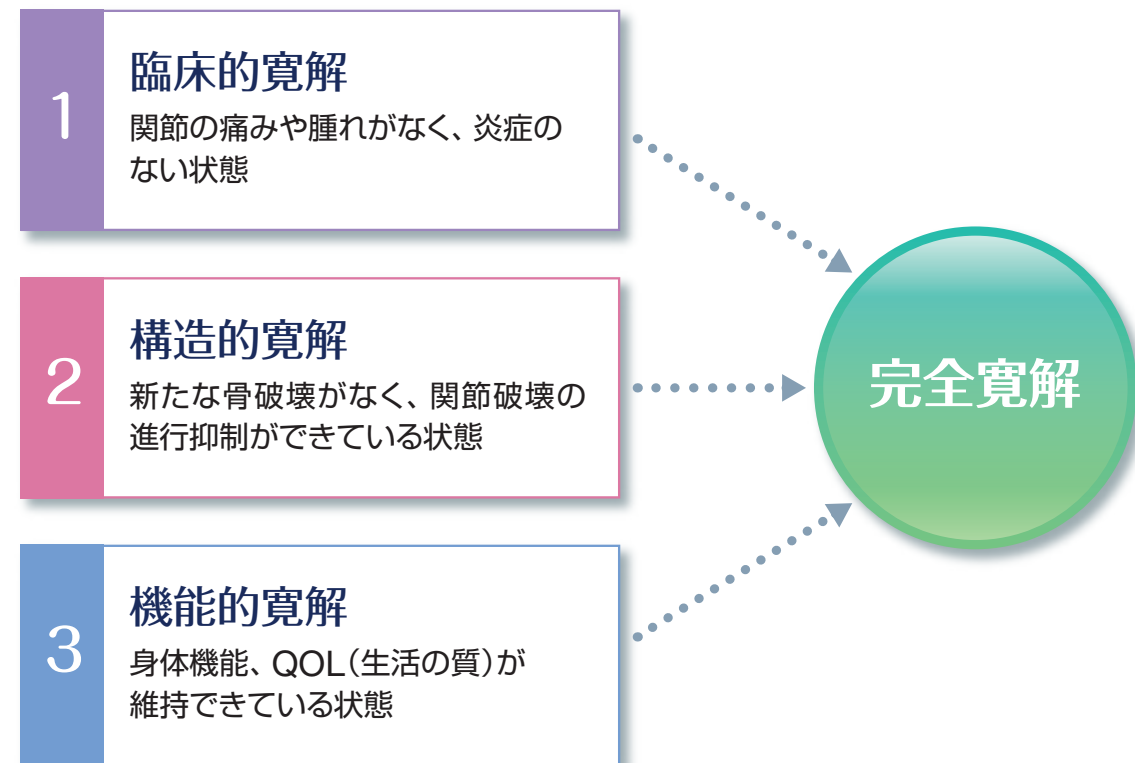 1
臨床的寛解
関節の痛みや腫れがなく、炎症の
ない状態
2
構造的寛解
新たな骨破壊がなく、関節破壊の
進行抑制ができている状態
3
機能的寛解
身体機能、QOL(生活の質)が
維持できている状態
完全寛解